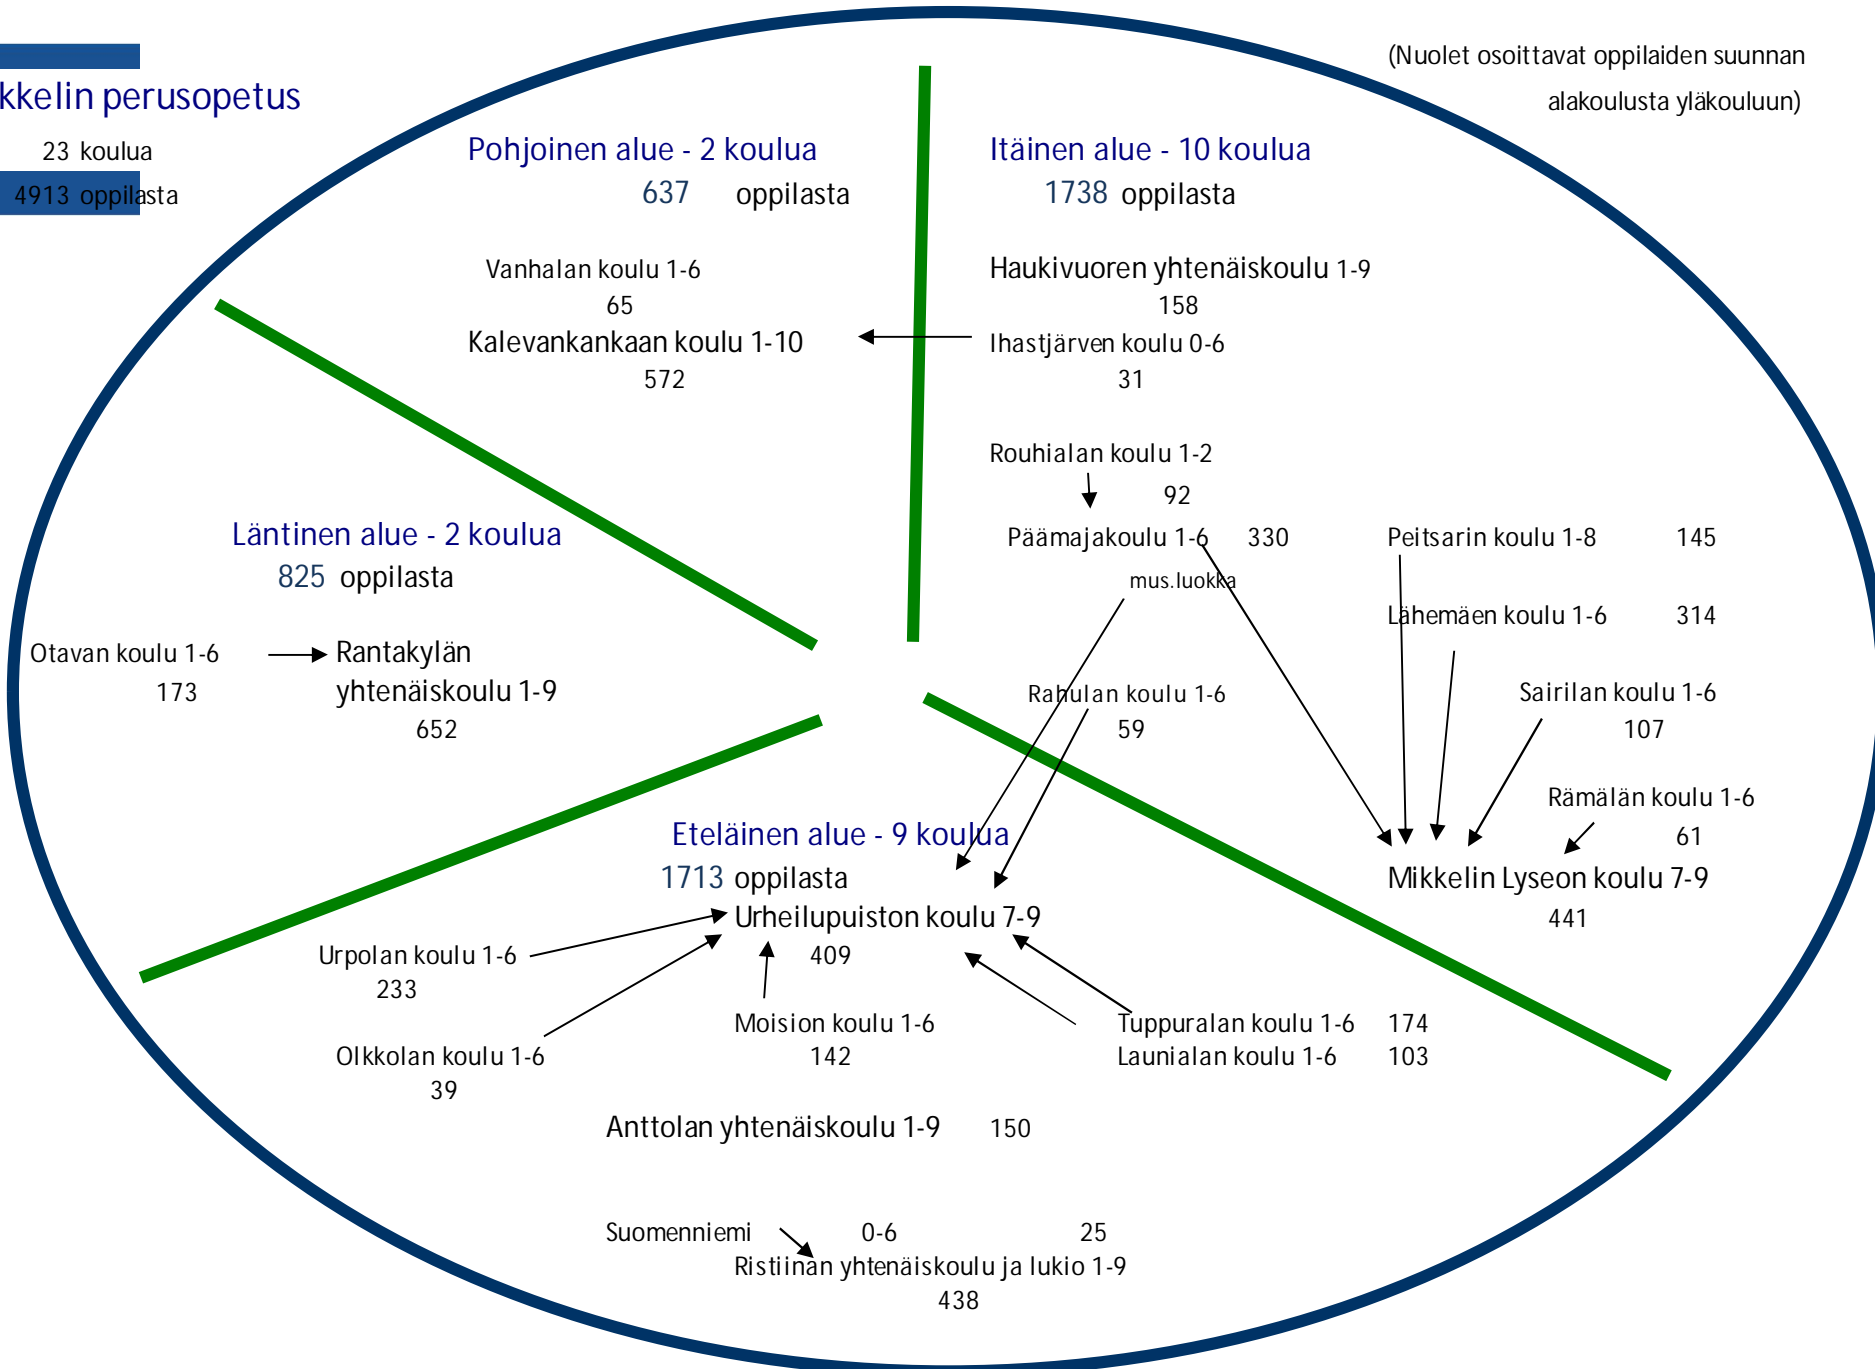 kkelin perusopetus
23 koulua
4913 oppilasta
(Nuolet osoittavat oppilaiden suunnan
alakoulusta yläkouluun)
Pohjoinen alue - 2 koulua
637 oppilasta
Vanhalan koulu 1-6
65
Kalevankankaan koulu 1-10
572
Itäinen alue - 10 koulua
1738 oppilasta
Haukivuoren yhtenäiskoulu 1-9
158
Ihastjärven koulu 0-6
31
Rouhialan koulu 1-2
92
Päämajakoulu 1-6 330
mus.luokka
Rahulan koulu 1-6
59
Peitsarin koulu 1-8 145
Lähemäen koulu 1-6 314
Sairilan koulu 1-6
107
Rämälän koulu 1-6
61
Mikkelin Lyseon koulu 7-9
441
Läntinen alue - 2 koulua
825 oppilasta
Otavan koulu 1-6
173
Rantakylän
yhtenäiskoulu 1-9
652
Eteläinen alue - 9 koulua
1713 oppilasta
Urheilupuiston koulu 7-9
409
Urpolan koulu 1-6
233
Olkkolan koulu 1-6
39
Moision koulu 1-6
142
Tuppuralan koulu 1-6 174
Launialan koulu 1-6 103
Anttolan yhtenäiskoulu 1-9 150
Suomenniemi 0-6 25
Ristiinan yhtenäiskoulu ja lukio 1-9
438